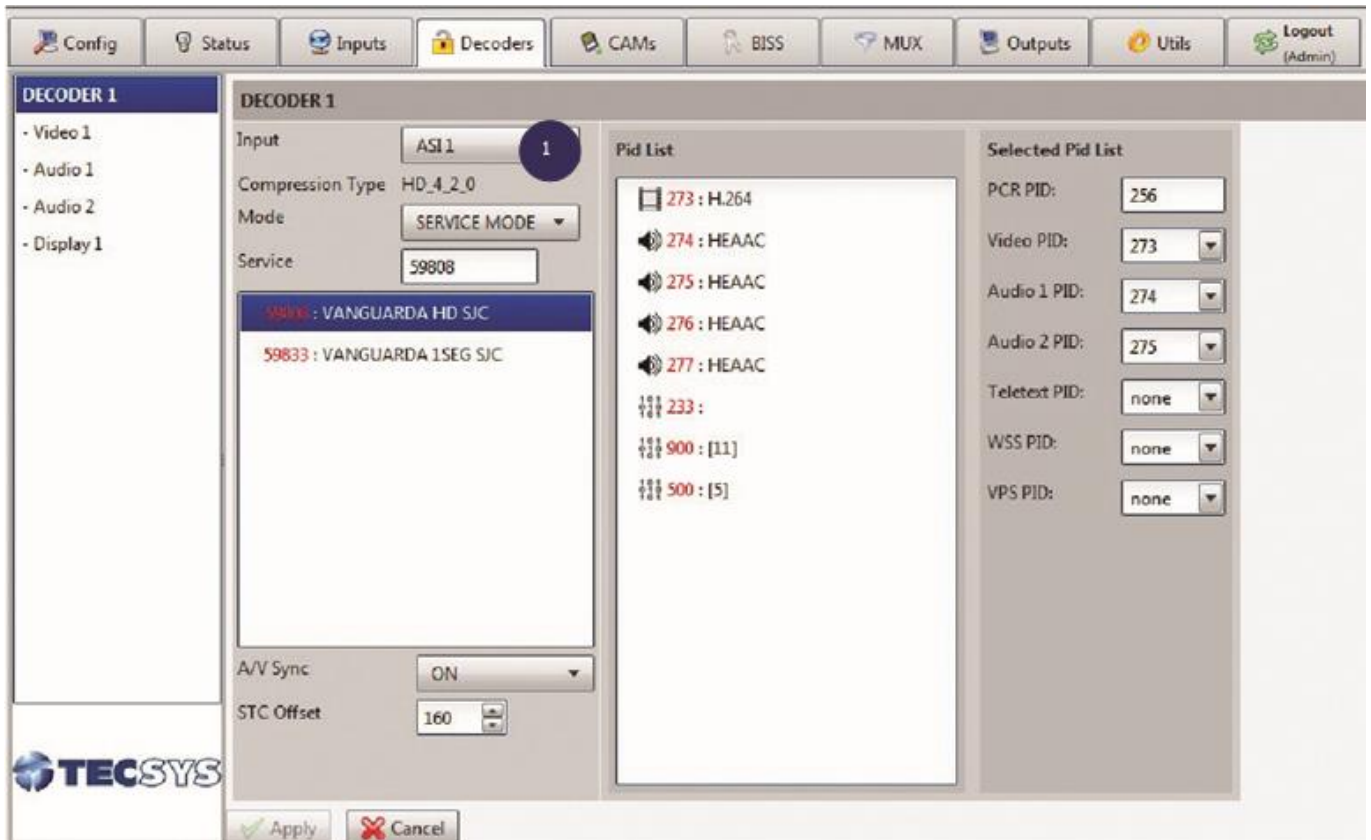 Config Status Inputs Decoders CAMs BISS MUX Outputs Utils Logout (Admin)
DECODER 1
- Video 1
- Audio 1
- Audio 2
- Display 1
TECSYS
DECODER 1
Input ASI 1 1
Compression Type HD_4_2_0
Mode SERVICE MODE
Service 59808
: VANGUARDA HD SJC
59833 : VANGUARDA 1SEG SJC
A/V Sync ON
STC Offset 160
Apply Cancel
Pid List
273 : H.264
274 : HEAAC
275 : HEAAC
276 : HEAAC
277 : HEAAC
233 :
900 : [11]
500 : [5]
Selected Pid List
PCR PID: 256
Video PID: 273
Audio 1 PID: 274
Audio 2 PID: 275
Teletext PID: none
WSS PID: none
VPS PID: none